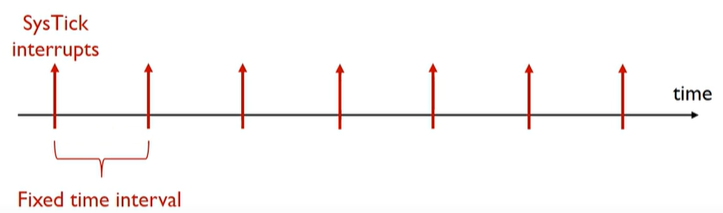 SysTick
interrupts
time
Fixed time interval